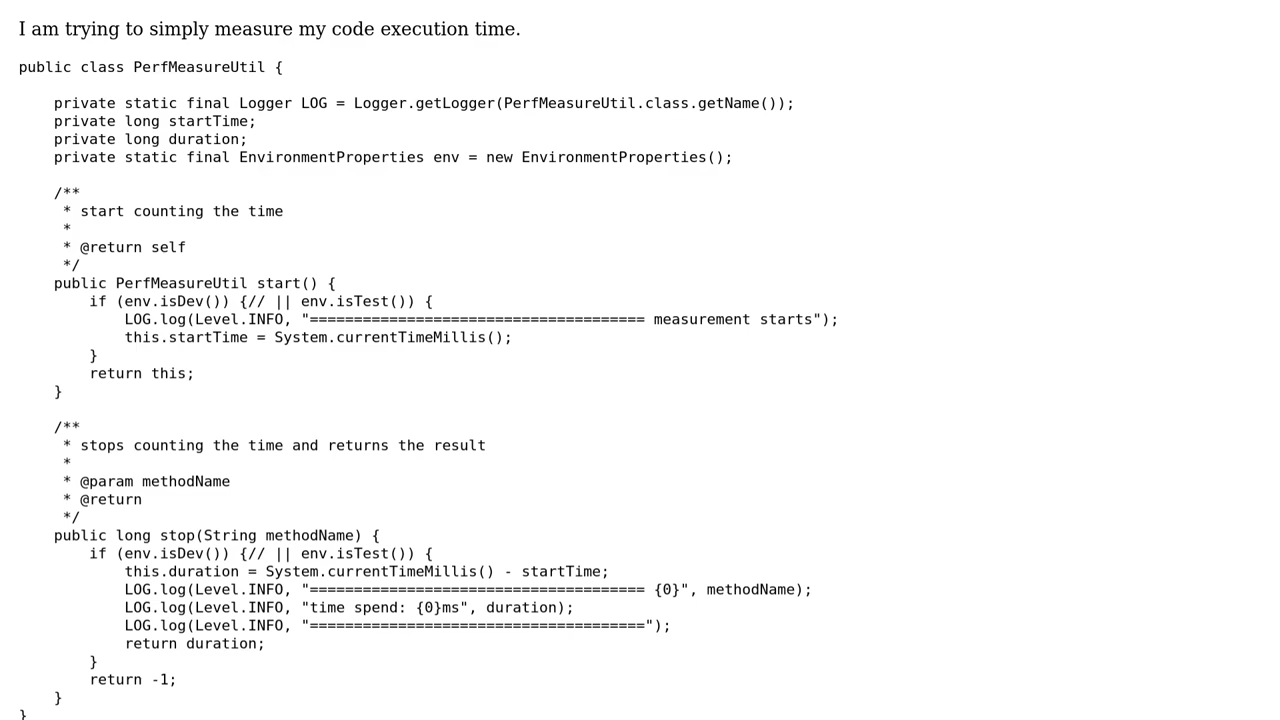 I am trying to simply measure my code execution time.
public class PerfMeasureUtil {
    private static final Logger LOG = Logger.getLogger(PerfMeasureUtil.class.getName());
    private long startTime;
    private long duration;
    private static final EnvironmentProperties env = new EnvironmentProperties();
    /**
     * start counting the time
     *
     * @return self
     */
    public PerfMeasureUtil start() {
        if (env.isDev()) {// || env.isTest()) {
            LOG.log(Level.INFO, "====================================== measurement starts");
            this.startTime = System.currentTimeMillis();
        }
        return this;
    }
    /**
     * stops counting the time and returns the result
     *
     * @param methodName
     * @return
     */
    public long stop(String methodName) {
        if (env.isDev()) {// || env.isTest()) {
            this.duration = System.currentTimeMillis() - startTime;
            LOG.log(Level.INFO, "====================================== {0}", methodName);
            LOG.log(Level.INFO, "time spend: {0}ms", duration);
            LOG.log(Level.INFO, "======================================");
            return duration;
        }
        return -1;
    }
}